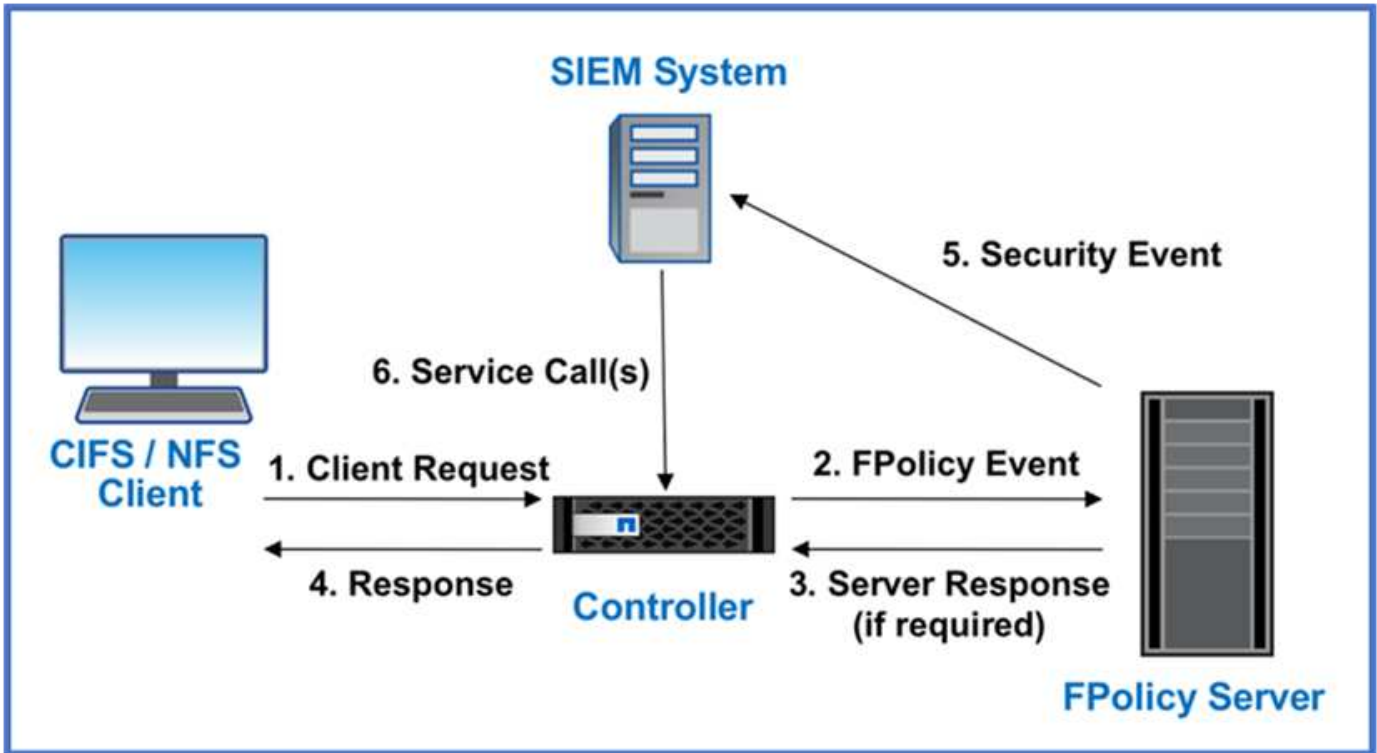 SIEM System
5. Security Event
6. Service Call(s)
CIFS / NFS
Client
1. Client Request
2. FPolicy Event
4. Response
Controller
3. Server Response
(if required)
FPolicy Server